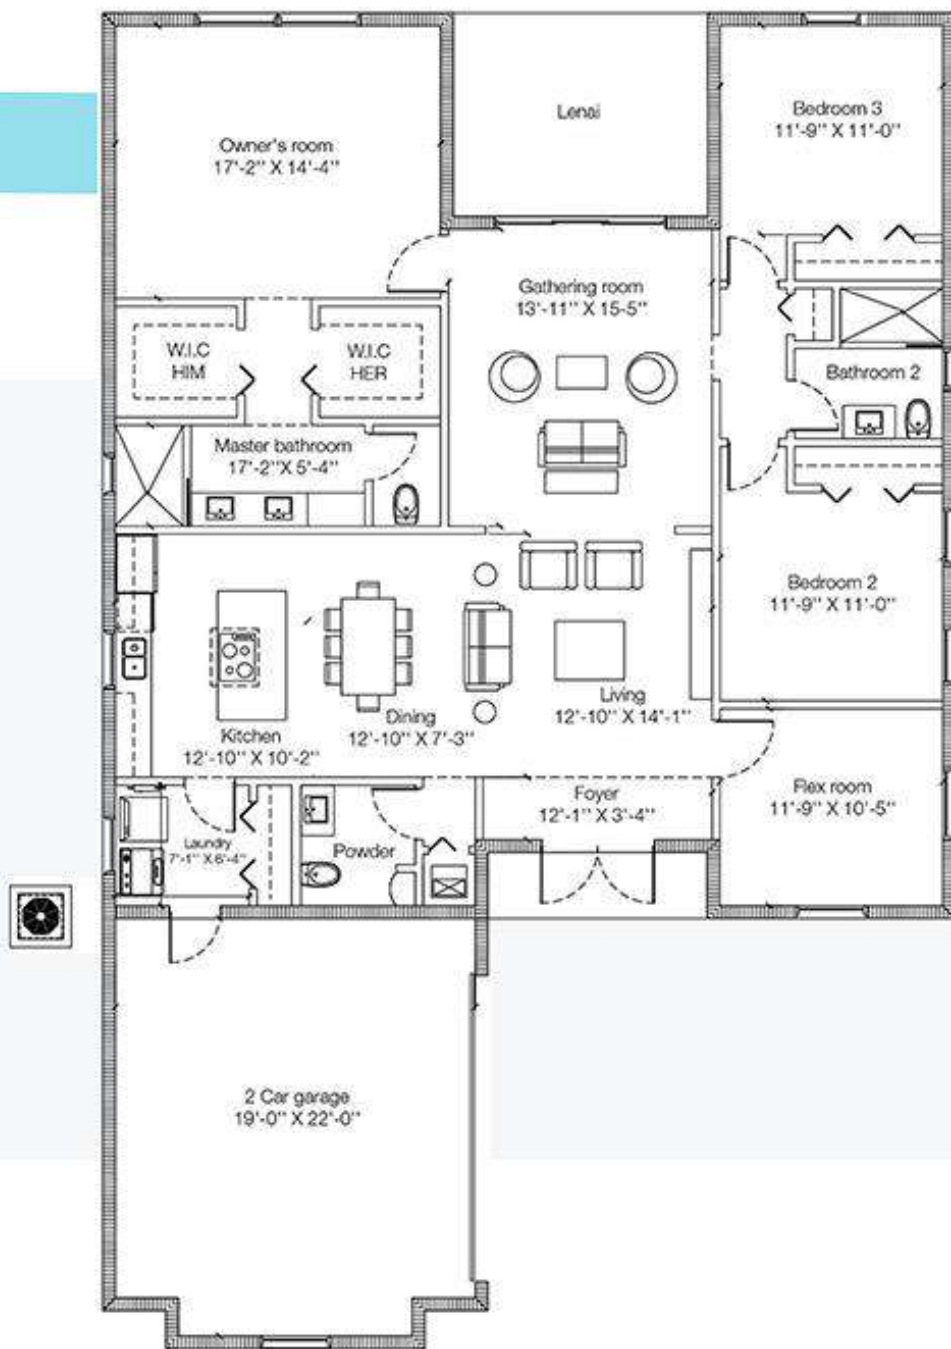 Owner's room
17'-2" X 14'-4"
Lenai
Bedroom 3
11'-9" X 11'-0"
Gathering room
13'-11" X 15-5"
W.I.C
HIM
W.I.C
HER
Bathroom 2
Master bathroom
17'-2"X 5'-4"
Bedroom 2
11'-9" X 11'-0"
Living
12'-10" X 14'-1"
Dining
12'-10" X 7'-3"
Kitchen
12'-10" X 10'-2"
Flex room
11'-9" X 10'-5"
Foyer
12'-1" X 3'-4"
Laundry
7'-1" X 6'-4"
Powder
2 Car garage
19'-0" X 22'-0"